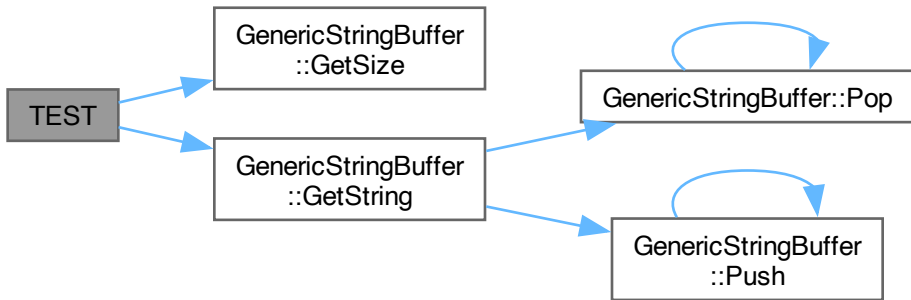 GenericStringBuffer
::GetSize
TEST
GenericStringBuffer::Pop
GenericStringBuffer
::GetString
GenericStringBuffer
::Push